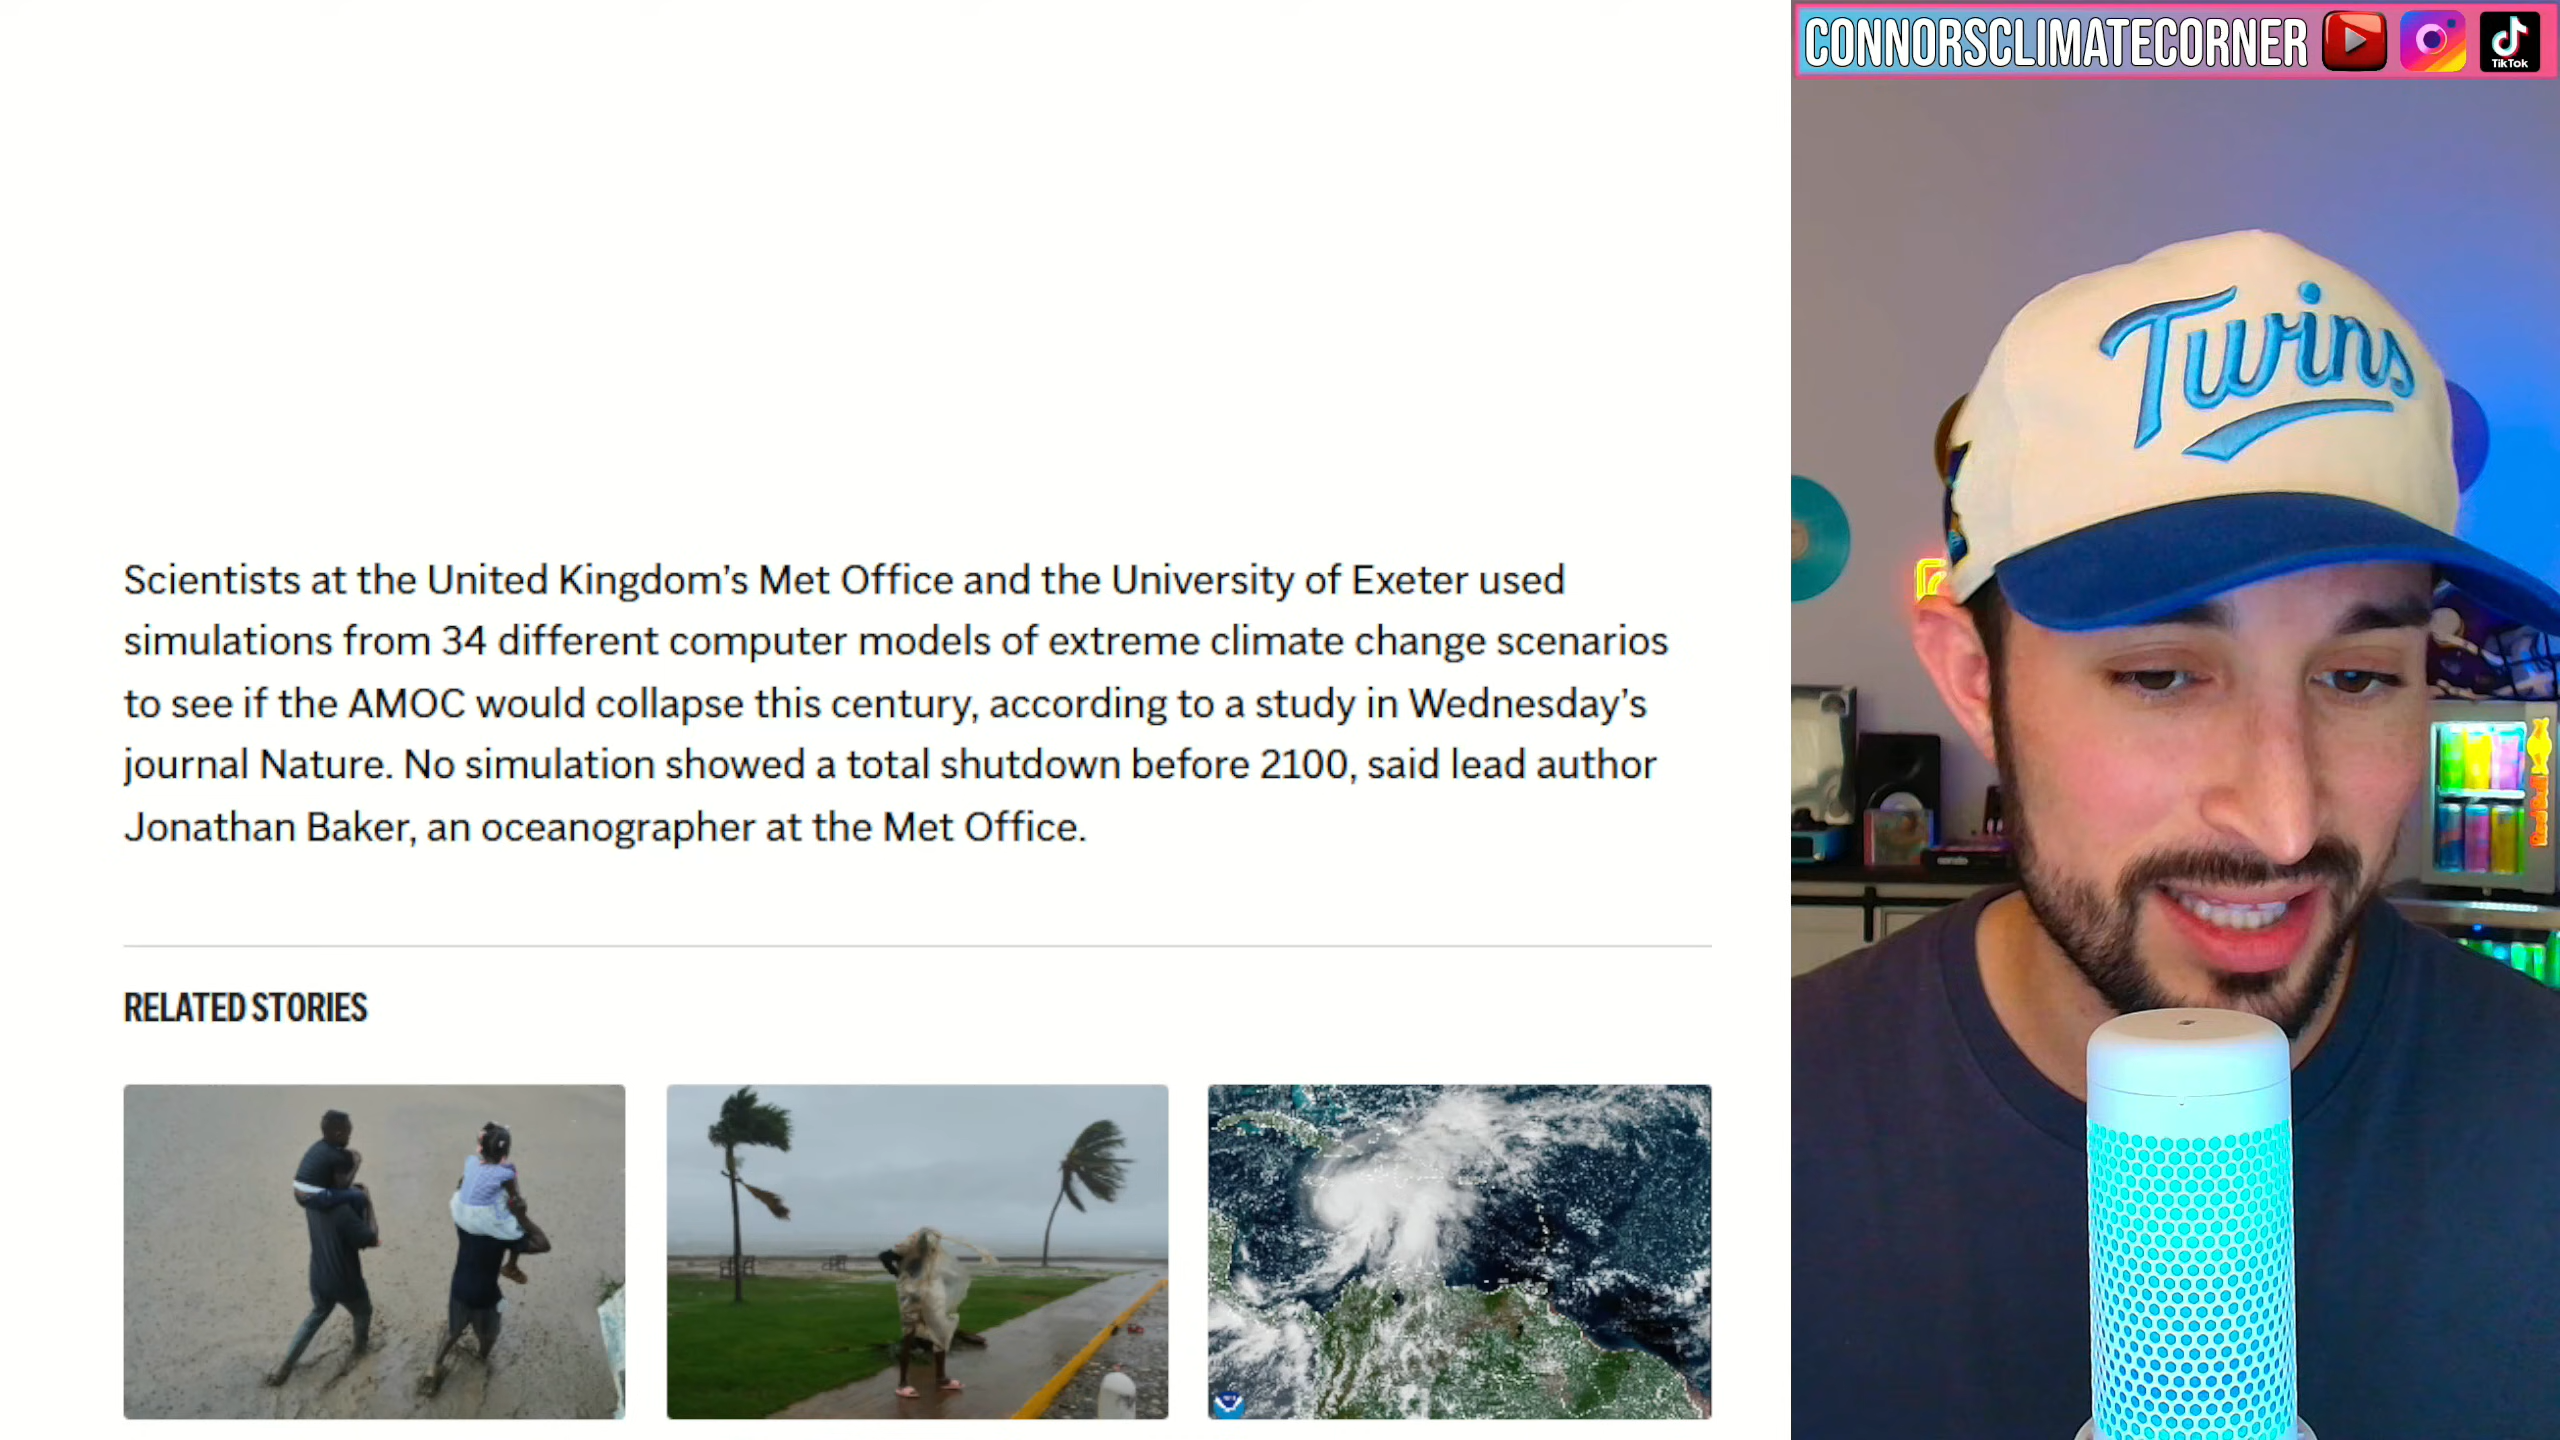 CONNORSCLIMATECORNER
TikTok
Twins
Scientists at the United Kingdom’s Met Office and the University of Exeter used
simulations from 34 different computer models of extreme climate change scenarios
to see if the AMOC would collapse this century, according to a study in Wednesday’s
journal Nature. No simulation showed a total shutdown before 2100, said lead author
Jonathan Baker, an oceanographer at the Met Office.
RELATED STORIES
Red Bull